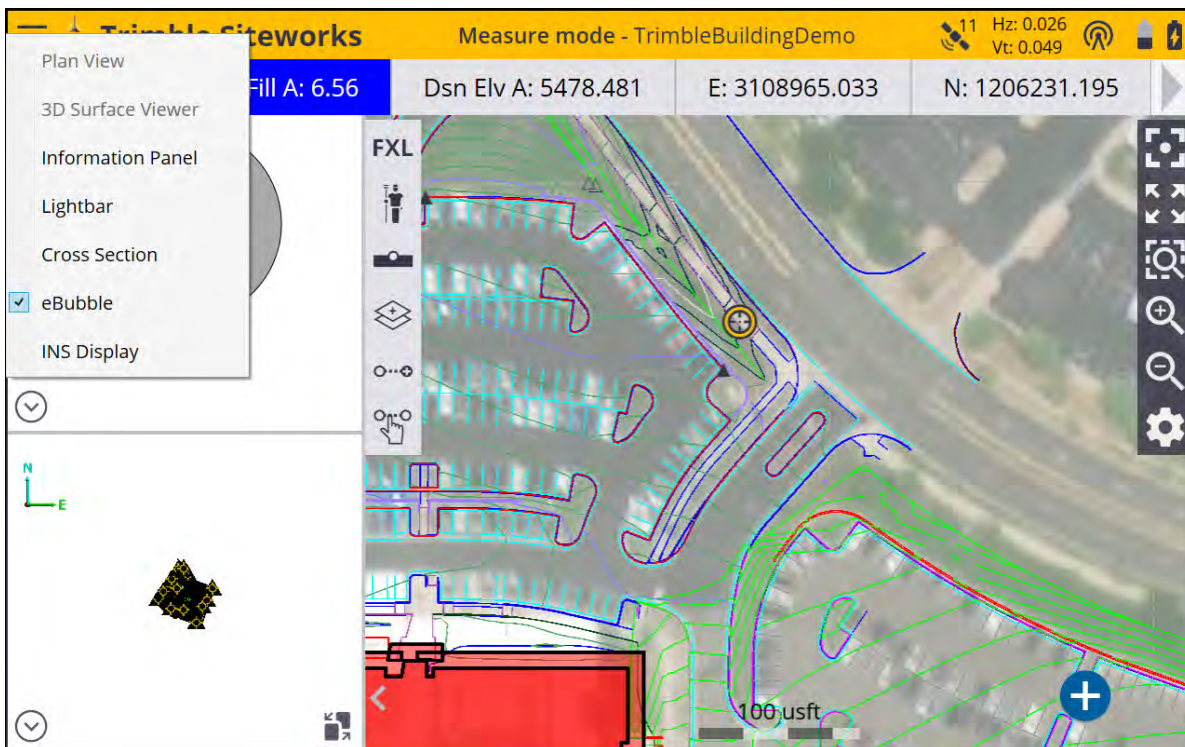 Trimble Siteworks
Measure mode - TrimbleBuildingDemo
11
Hz: 0.026
Vt: 0.049
Plan View
3D Surface Viewer
Information Panel
Lightbar
Cross Section
eBubble
INS Display
Fill A: 6.56
Dsn Elv A: 5478.481
E: 3108965.033
N: 1206231.195
FXL
N
E
100 usft